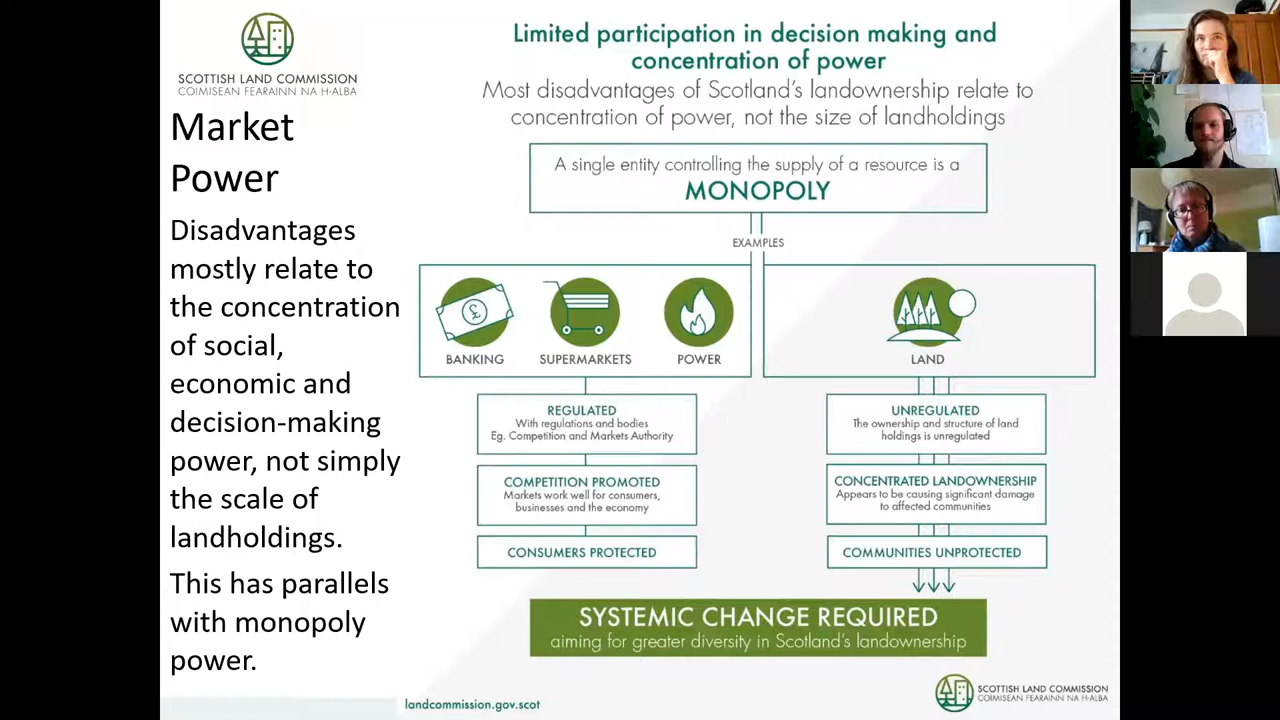 SCOTTISH LAND COMMISSION
COIMISEAN FEARAINN NA H-ALBA
Market
Power
Disadvantages
mostly relate to
the concentration
of social,
economic and
decision-making
power, not simply
the scale of
landholdings.
This has parallels
with monopoly
power.
Limited participation in decision making and
concentration of power
Most disadvantages of Scotland's landownership relate to
concentration of power, not the size of landholdings
A single entity controlling the supply of a resource is a
MONOPOLY
EXAMPLES
£
BANKING
SUPERMARKETS
POWER
LAND
REGULATED
With regulations and bodies
Eg. Competition and Markets Authority
COMPETITION PROMOTED
Markets work well for consumers,
businesses and the economy
CONSUMERS PROTECTED
UNREGULATED
The ownership and structure of land
holdings is unregulated
CONCENTRATED LANDOWNERSHIP
Appears to be causing significant damage
to affected communities
COMMUNITIES UNPROTECTED
SYSTEMIC CHANGE REQUIRED
aiming for greater diversity in Scotland's landownership
landcommission.gov.scot
SCOTTISH LAND COMMISSION
COIMISEAN FEARAINN NA H-ALBA